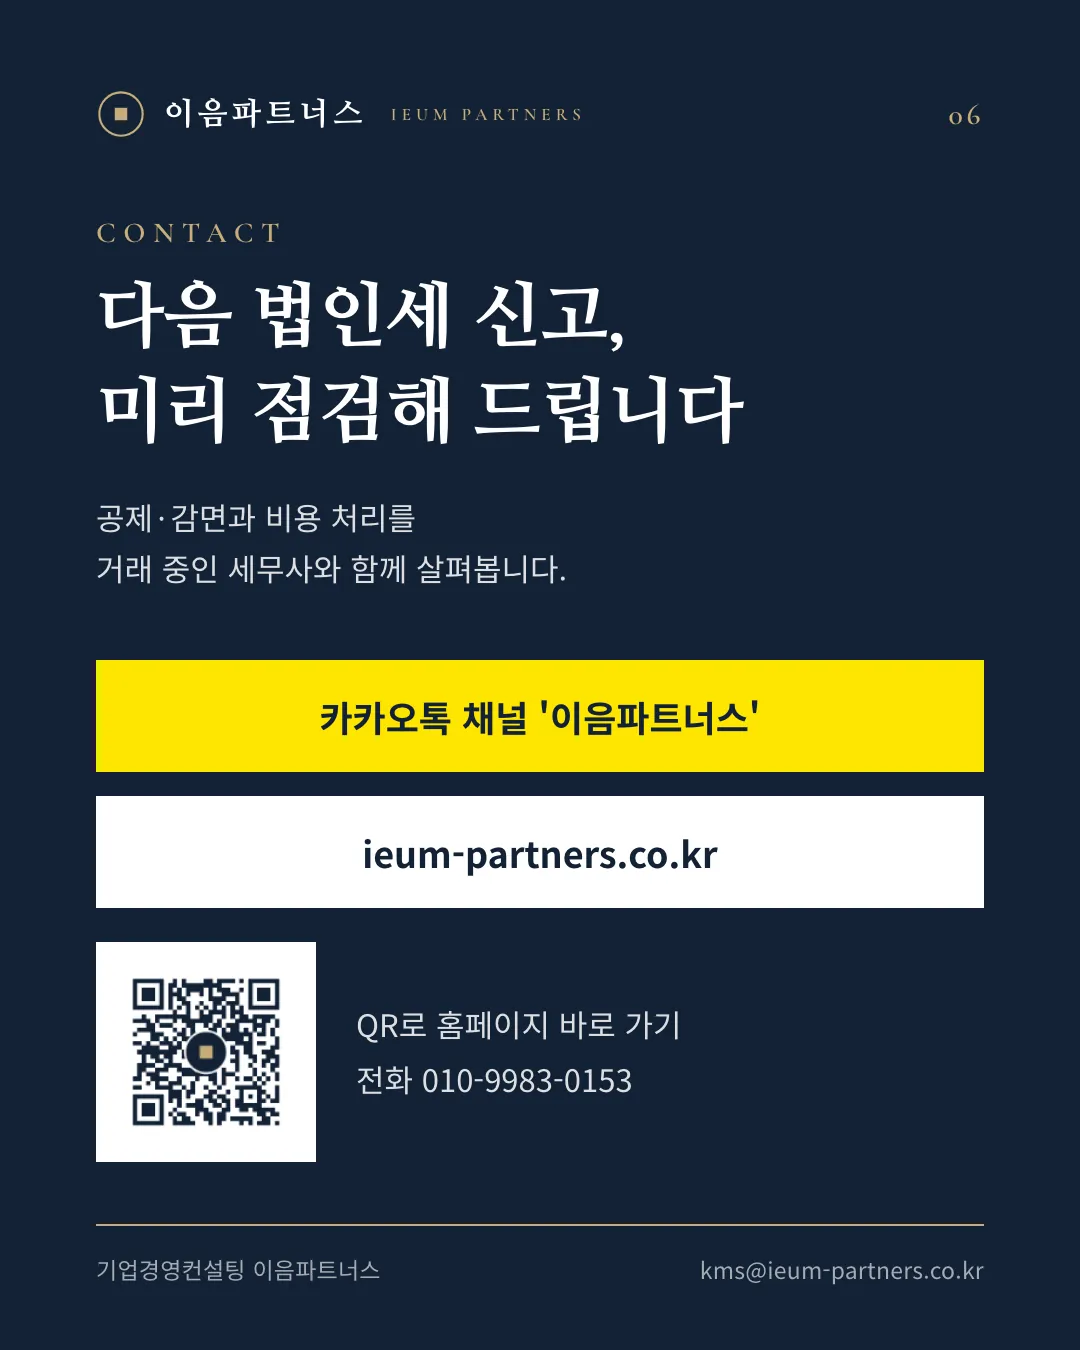 이음파트너스 IEUM PARTNERS 06
CONTACT
다음 법인세 신고,
미리 점검해 드립니다
공제·감면과 비용 처리를
거래 중인 세무사와 함께 살펴봅니다.
카카오톡 채널 '이음파트너스'
ieum-partners.co.kr
QR로 홈페이지 바로 가기
전화 010-9983-0153
기업경영컨설팅 이음파트너스 kms@ieum-partners.co.kr